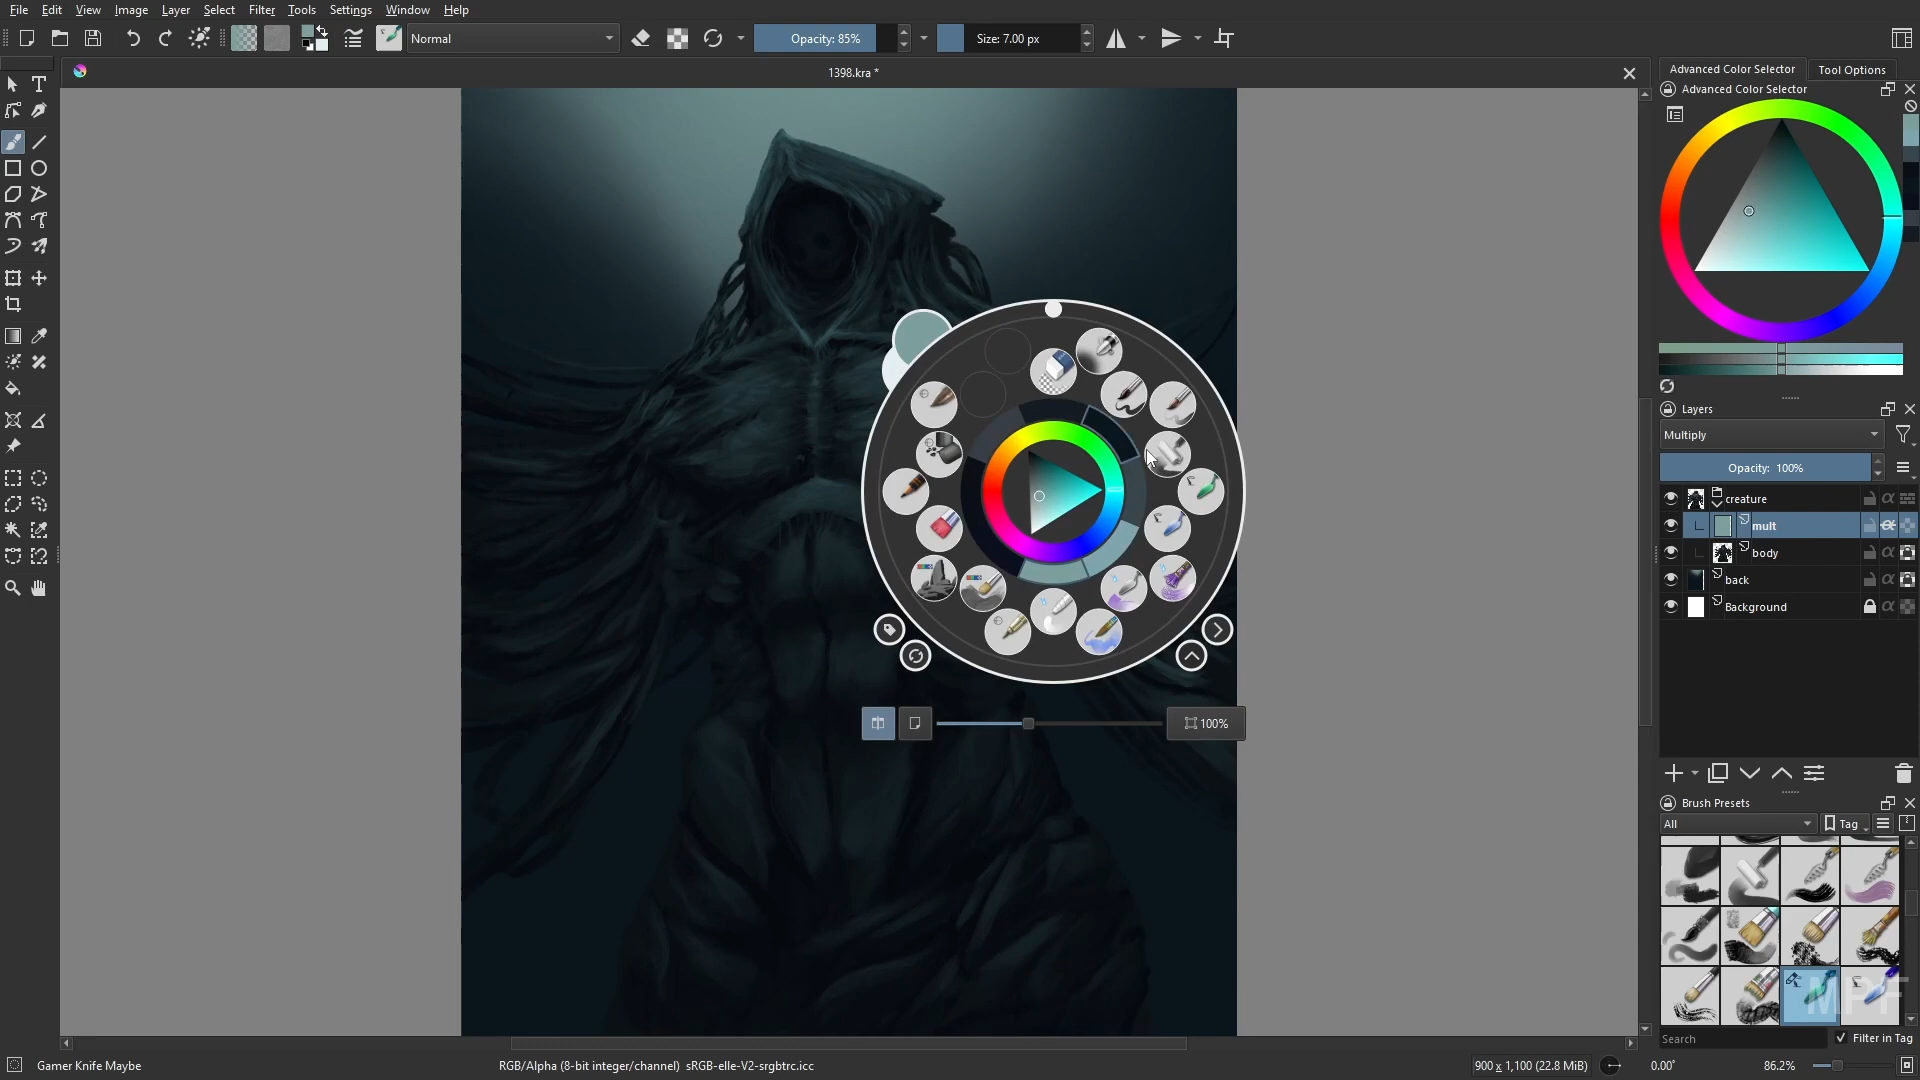 File Edit View Image Layer Select Filter Tools Settings Window Help
Normal
Opacity: 85%
Size: 7.00 px
1398.kra *
Advanced Color Selector
Tool Options
Advanced Color Selector
Layers
Multiply
Opacity: 100%
creature
mult
body
back
Background
100%
Brush Presets
All
Tag
MPF
Search
Filter in Tag
Gamer Knife Maybe
RGB/Alpha (8-bit integer/channel) sRGB-elle-V2-srgbtrc.icc
900 x 1,100 (22.8 MiB)
0.00°
86.2%